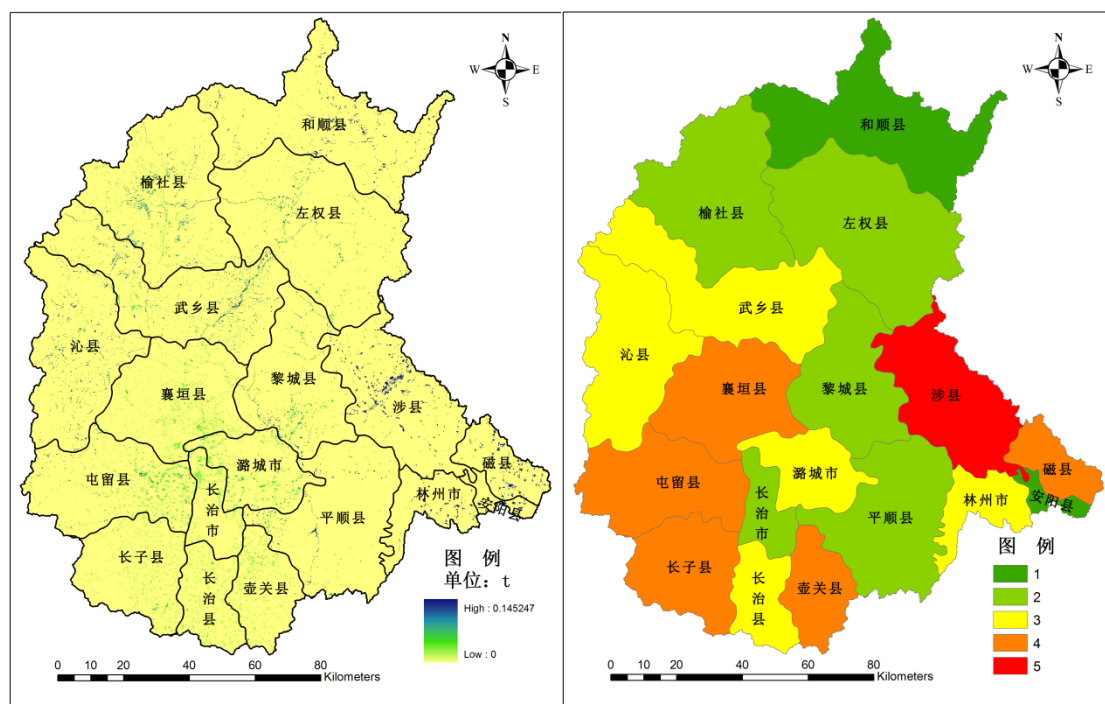 N
W E
S
和顺县
榆社县
左权县
武乡县
沁县
黎城县
襄垣县
涉县
潞城市
磁县
屯留县
长治市
林州市
安阳县
平顺县
长子县
长治县
壶关县
图 例
单位：t
High : 0.145247
Low : 0
0 10 20 40 60 80
Kilometers
N
W E
S
和顺县
榆社县
左权县
武乡县
沁县
襄垣县
黎城县
涉县
潞城市
磁县
屯留县
长治市
林州市
安阳县
平顺县
长子县
长治县
壶关县
图 例
1
2
3
4
5
0 10 20 40 60 80
Kilometers